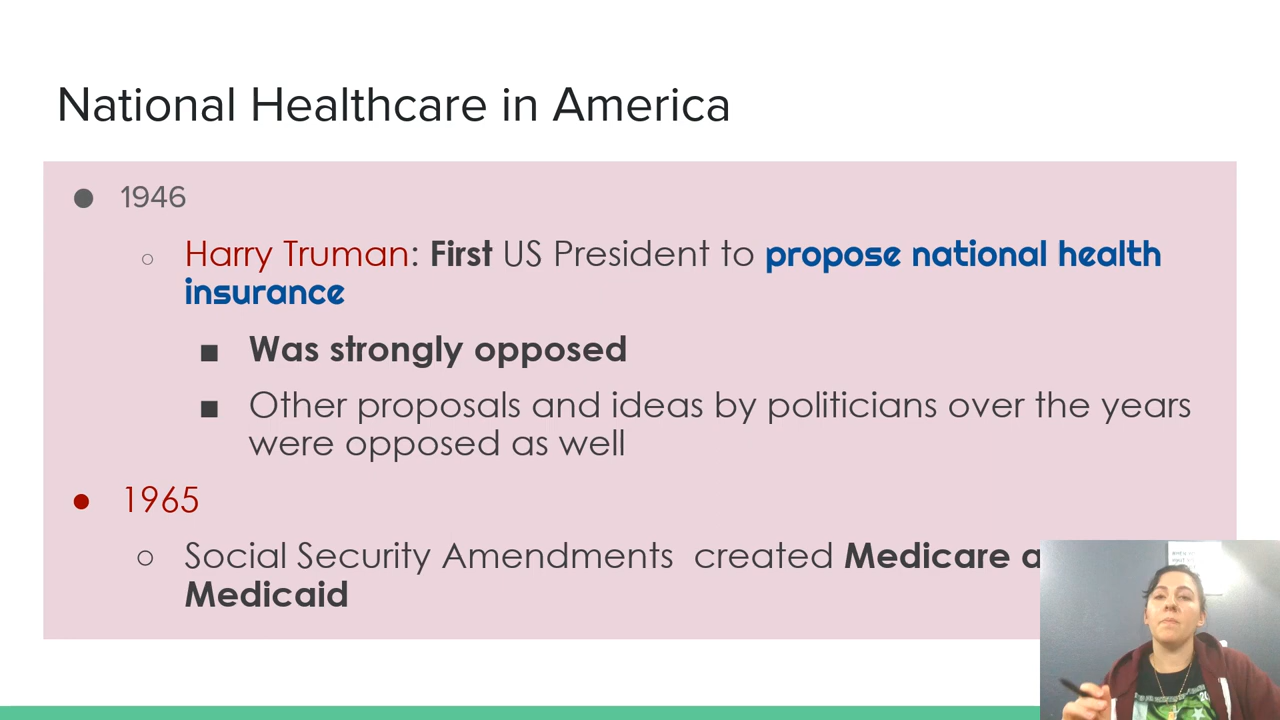 National Healthcare in America
● 1946
○ Harry Truman: First US President to propose national health
insurance
■ Was strongly opposed
■ Other proposals and ideas by politicians over the years
were opposed as well
● 1965
○ Social Security Amendments created Medicare a
Medicaid